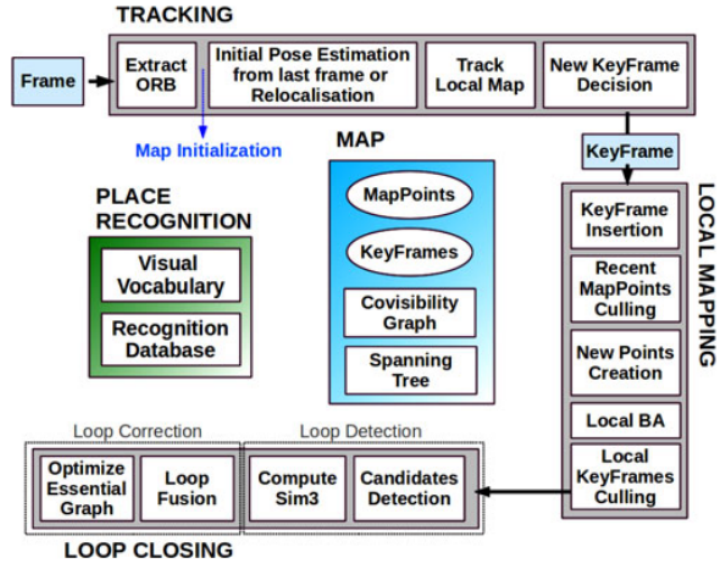 TRACKING
Frame
Extract
ORB
Initial Pose Estimation
from last frame or
Relocalisation
Track
Local Map
New KeyFrame
Decision
Map Initialization
KeyFrame
MAP
MapPoints
KeyFrames
Covisibility
Graph
Spanning
Tree
PLACE
RECOGNITION
Visual
Vocabulary
Recognition
Database
LOCAL MAPPING
KeyFrame
Insertion
Recent
MapPoints
Culling
New Points
Creation
Local BA
Local
KeyFrames
Culling
Loop Correction
Loop Detection
Optimize
Essential
Graph
Loop
Fusion
Compute
Sim3
Candidates
Detection
LOOP CLOSING